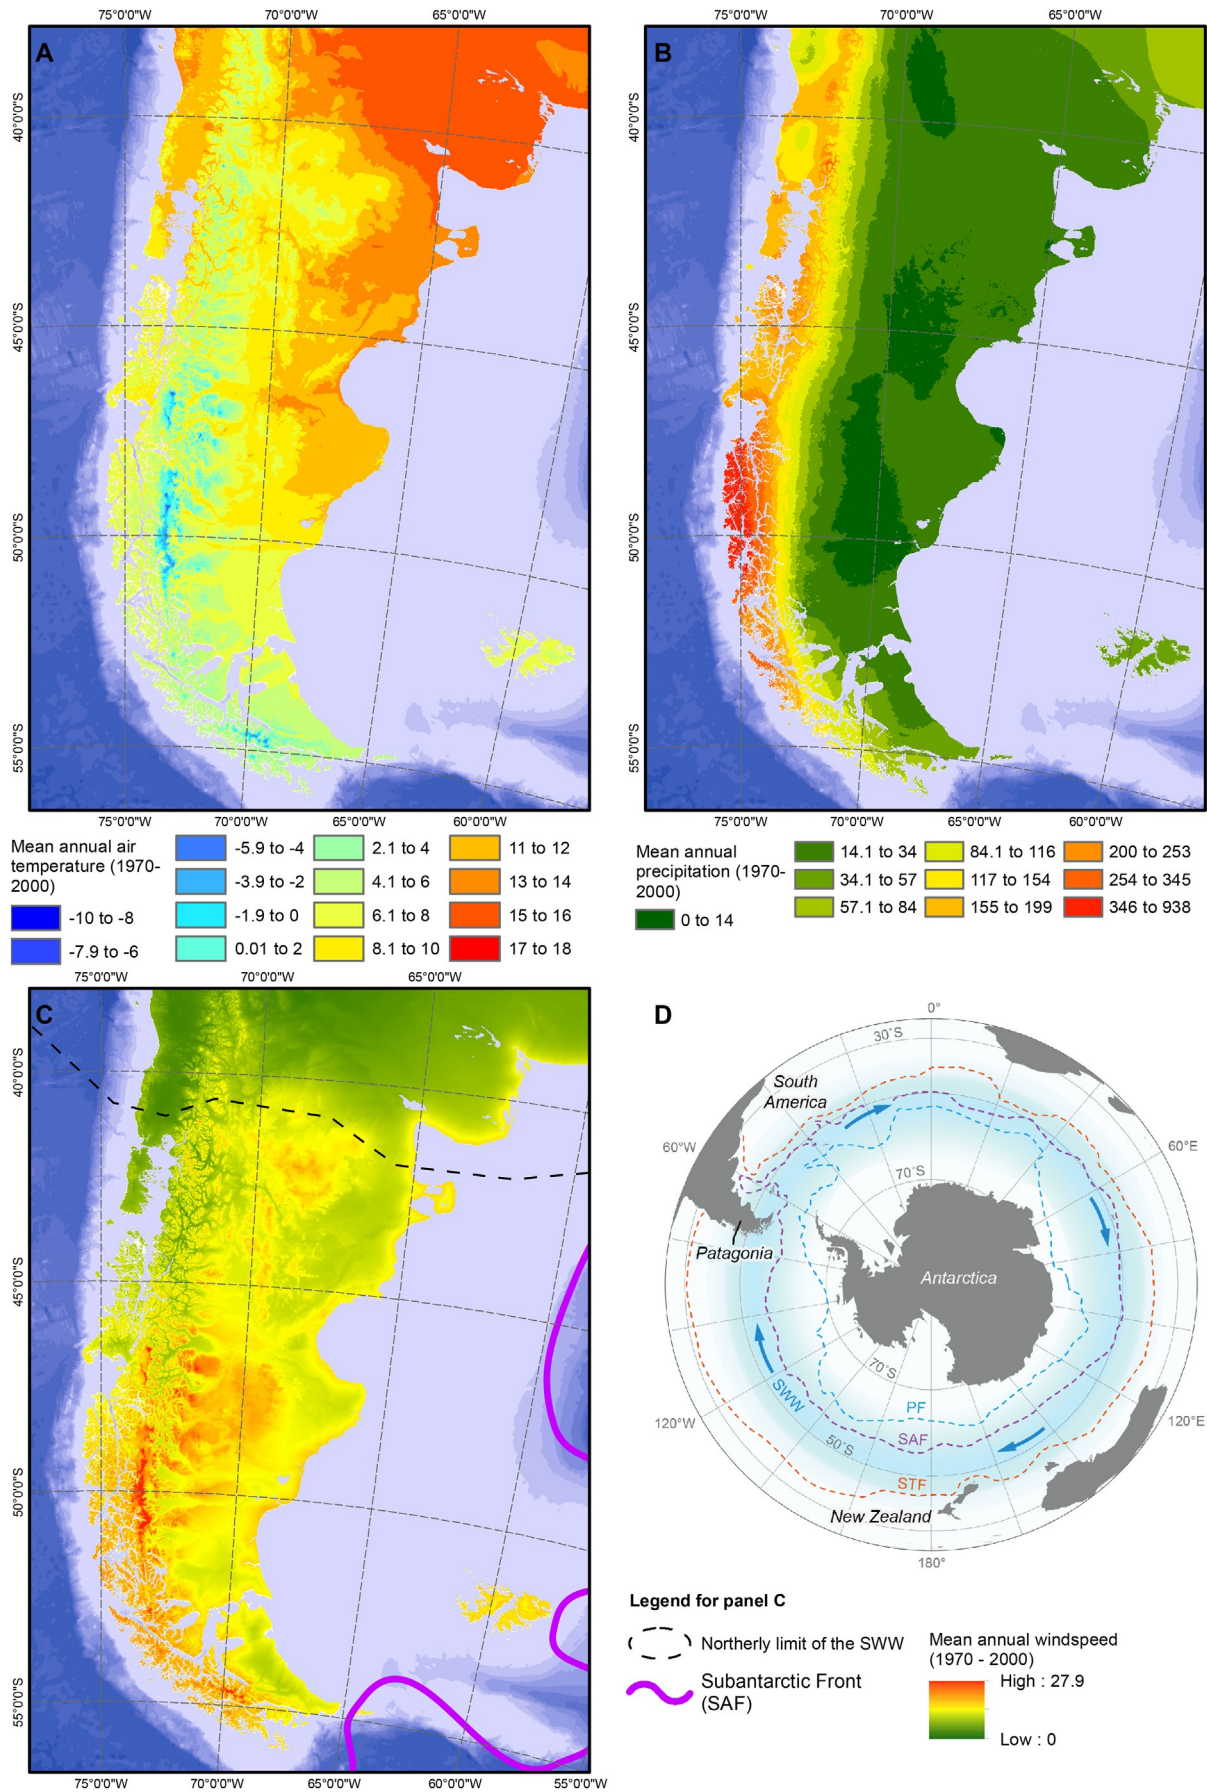 75°0'0"W 70°0'0"W 65°0'0"W
A
40°0'0"S
45°0'0"S
50°0'0"S
55°0'0"S
75°0'0"W 70°0'0"W 65°0'0"W 60°0'0"W
Mean annual air
temperature (1970-
2000)
-10 to -8
-7.9 to -6
-5.9 to -4
-3.9 to -2
-1.9 to 0
0.01 to 2
2.1 to 4
4.1 to 6
6.1 to 8
8.1 to 10
11 to 12
13 to 14
15 to 16
17 to 18
75°0'0"W 70°0'0"W 65°0'0"W
B
40°0'0"S
45°0'0"S
50°0'0"S
55°0'0"S
75°0'0"W 70°0'0"W 65°0'0"W 60°0'0"W
Mean annual
precipitation (1970-
2000)
0 to 14
14.1 to 34
34.1 to 57
57.1 to 84
84.1 to 116
117 to 154
155 to 199
200 to 253
254 to 345
346 to 938
75°0'0"W 70°0'0"W 65°0'0"W
C
40°0'0"S
45°0'0"S
50°0'0"S
55°0'0"S
75°0'0"W 70°0'0"W 65°0'0"W 60°0'0"W 55°0'0"W
D
0°
30°S
South
America
60°W
60°E
70°S
Patagonia
Antarctica
70°S
SWW
PF
120°W
120°E
SAF
50°S
STF
New Zealand
180°
Legend for panel C
Northerly limit of the SWW
Subantarctic Front
(SAF)
Mean annual windspeed
(1970 - 2000)
High : 27.9
Low : 0